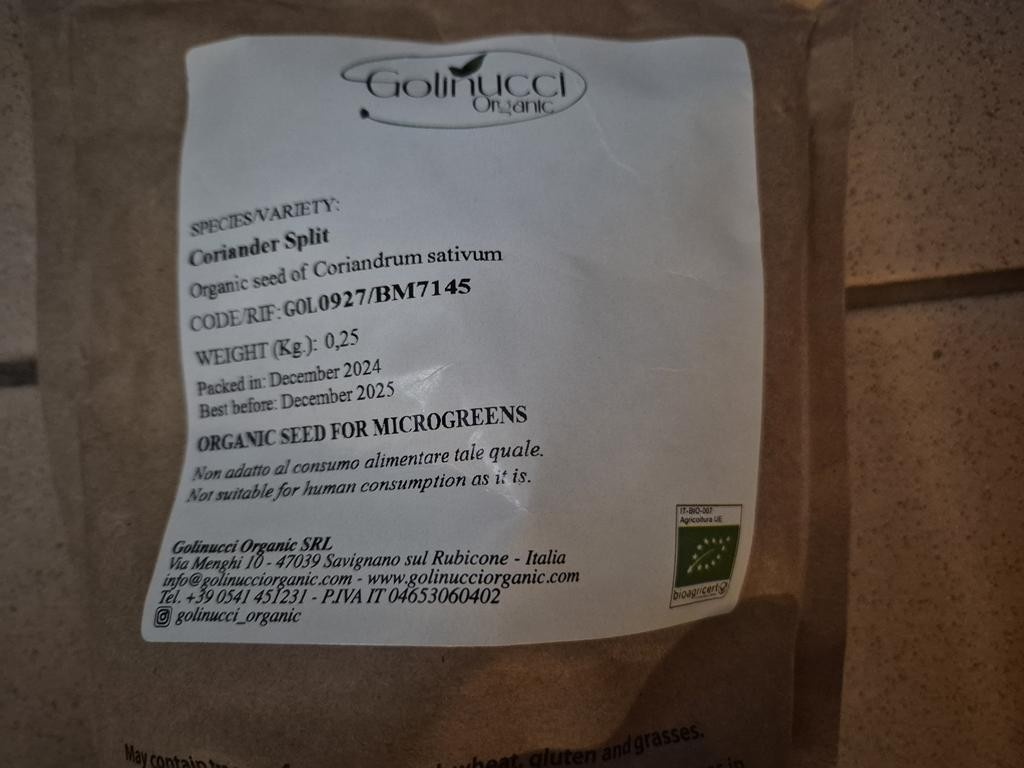 Golinucci
Organic
SPECIES/VARIETY:
Coriander Split
Organic seed of Coriandrum sativum
CODE/RIF: GOL0927/BM7145
WEIGHT (Kg.): 0,25
Packed in: December 2024
Best before: December 2025
ORGANIC SEED FOR MICROGREENS
Non adatto al consumo alimentare tale quale.
Not suitable for human consumption as it is.
Golinucci Organic SRL
Via Menghi 10 - 47039 Savignano sul Rubicone - Italia
info@golinucciorganic.com - www.golinucciorganic.com
Tel. +39 0541 451231 - P.IVA IT 04653060402
golinucci_organic
IT-BIO-007
Agricoltura UE
bioagricert
May contain wheat, gluten and grasses.
in